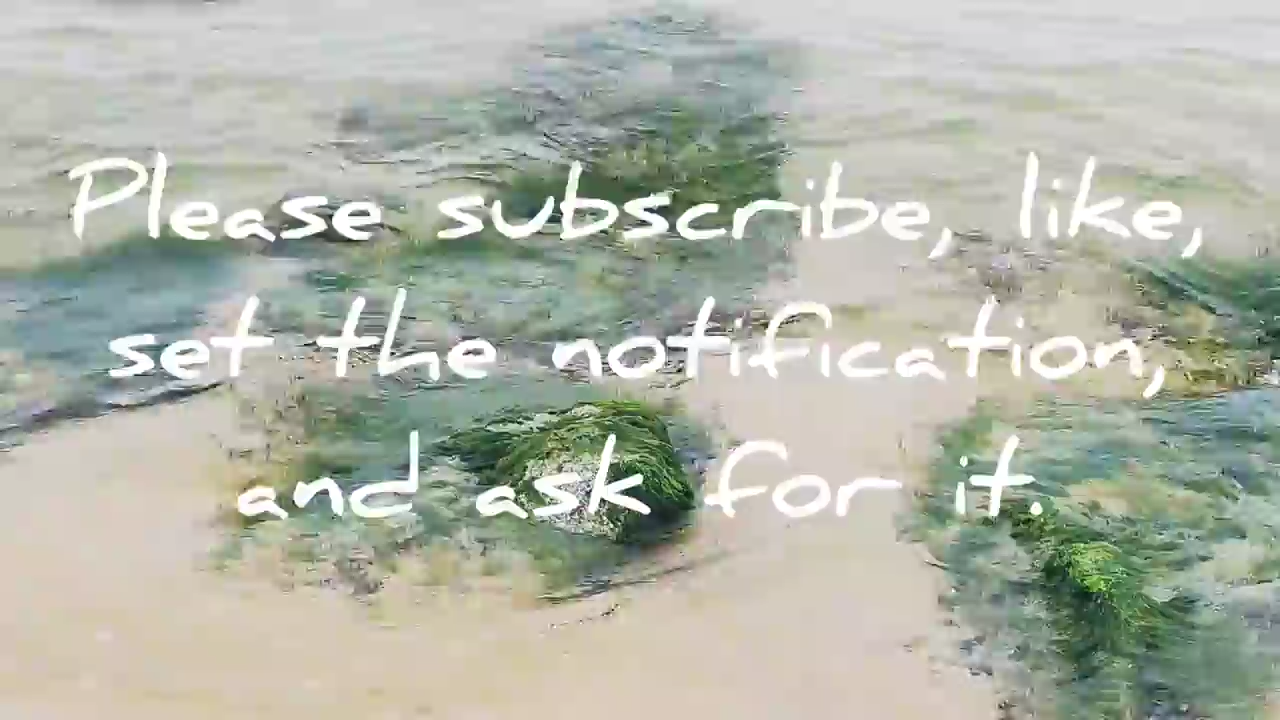 Please subscribe, like,
set the notification,
and ask for it.